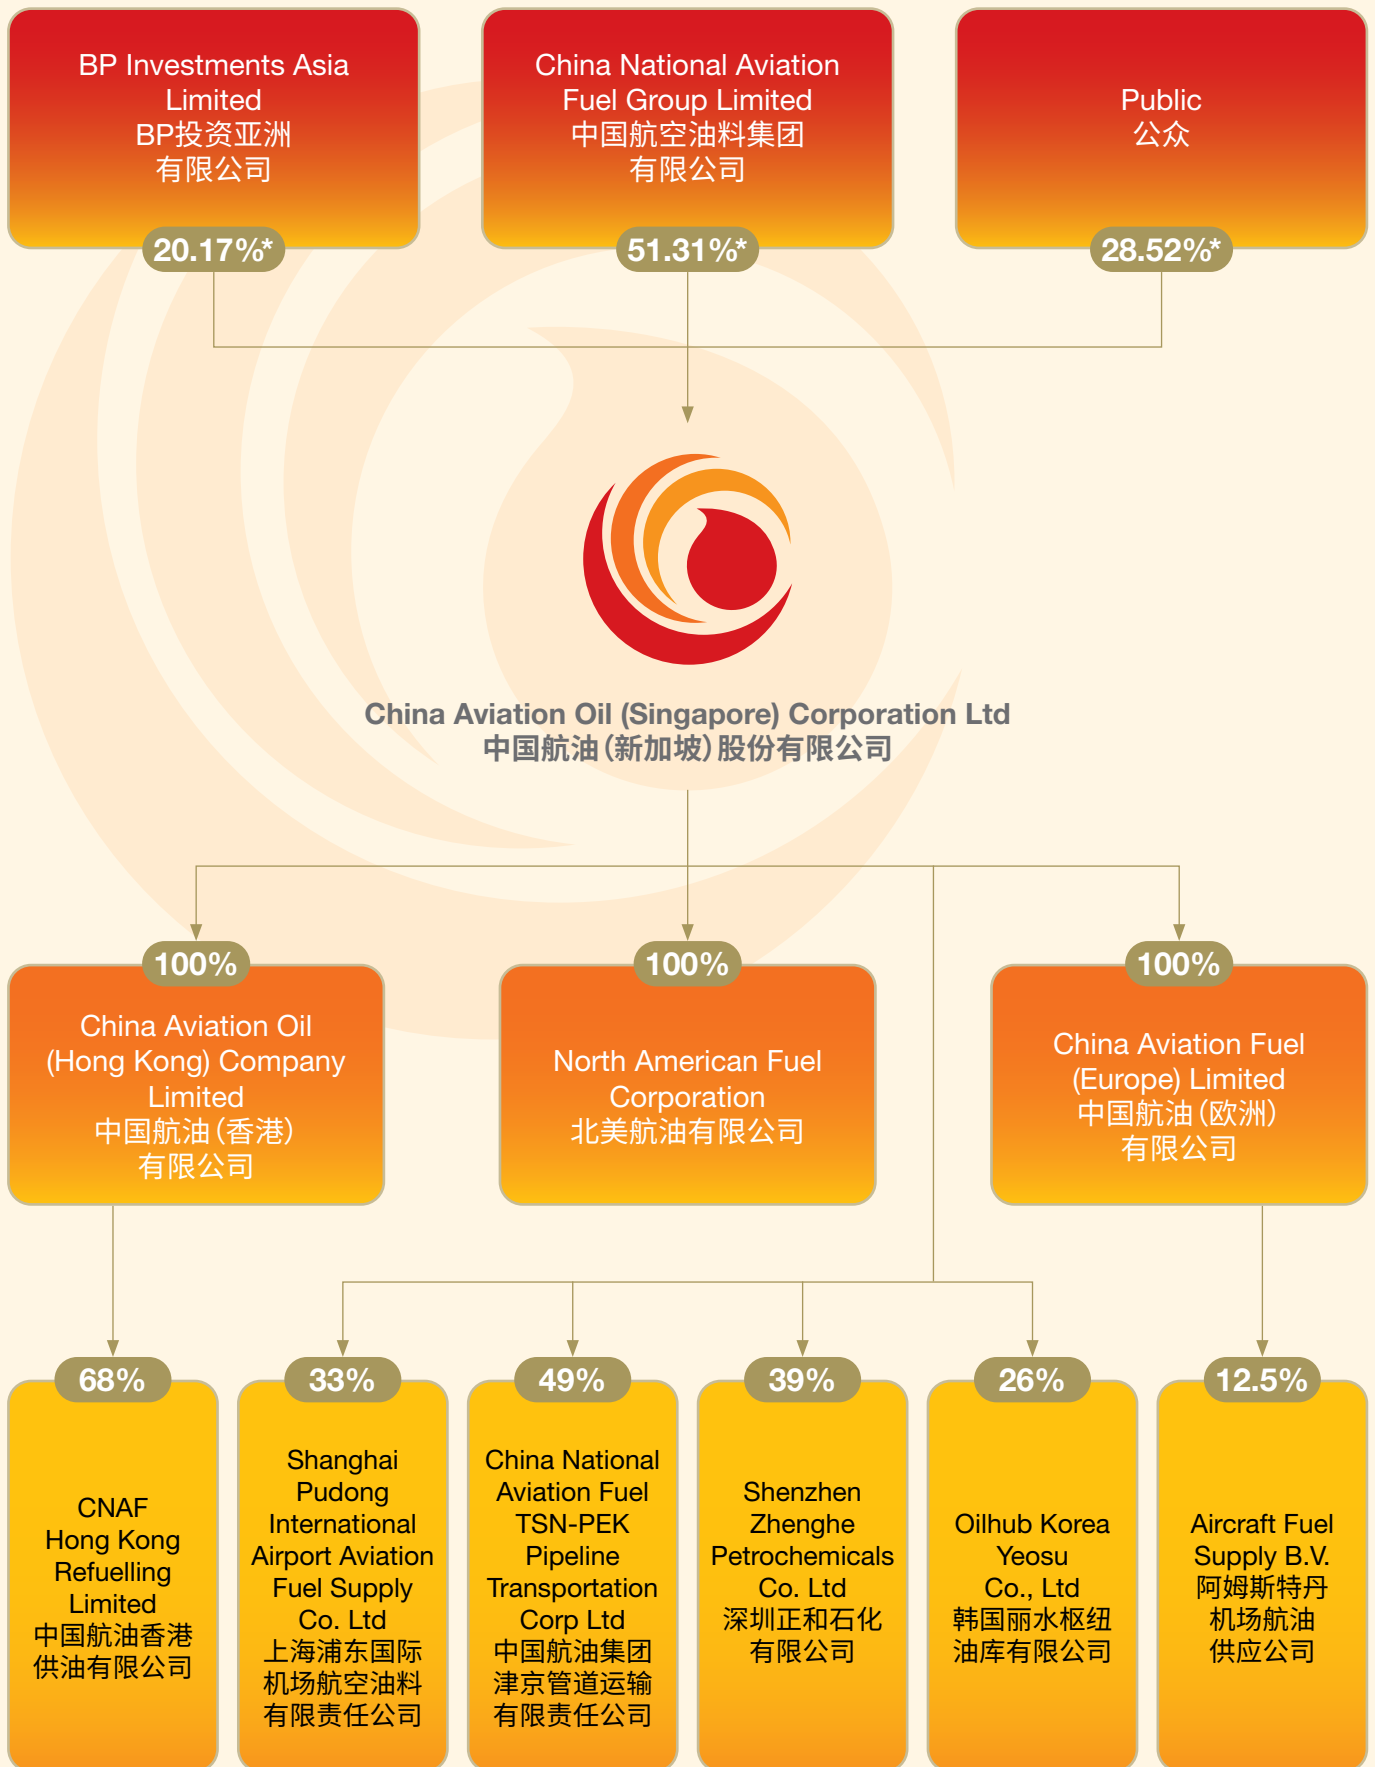 BP Investments Asia
Limited
BP投资亚洲
有限公司
20.17%*
China National Aviation
Fuel Group Limited
中国航空油料集团
有限公司
51.31%*
Public
公众
28.52%*
China Aviation Oil (Singapore) Corporation Ltd
中国航油（新加坡）股份有限公司
100%
China Aviation Oil
(Hong Kong) Company
Limited
中国航油（香港）
有限公司
100%
North American Fuel
Corporation
北美航油有限公司
100%
China Aviation Fuel
(Europe) Limited
中国航油（欧洲）
有限公司
68%
CNAF
Hong Kong
Refuelling
Limited
中国航油香港
供油有限公司
33%
Shanghai
Pudong
International
Airport Aviation
Fuel Supply
Co. Ltd
上海浦东国际
机场航空油料
有限责任公司
49%
China National
Aviation Fuel
TSN-PEK
Pipeline
Transportation
Corp Ltd
中国航油集团
津京管道运输
有限责任公司
39%
Shenzhen
Zhenghe
Petrochemicals
Co. Ltd
深圳正和石化
有限公司
26%
Oilhub Korea
Yeosu
Co., Ltd
韩国丽水枢纽
油库有限公司
12.5%
Aircraft Fuel
Supply B.V.
阿姆斯特丹
机场航油
供应公司